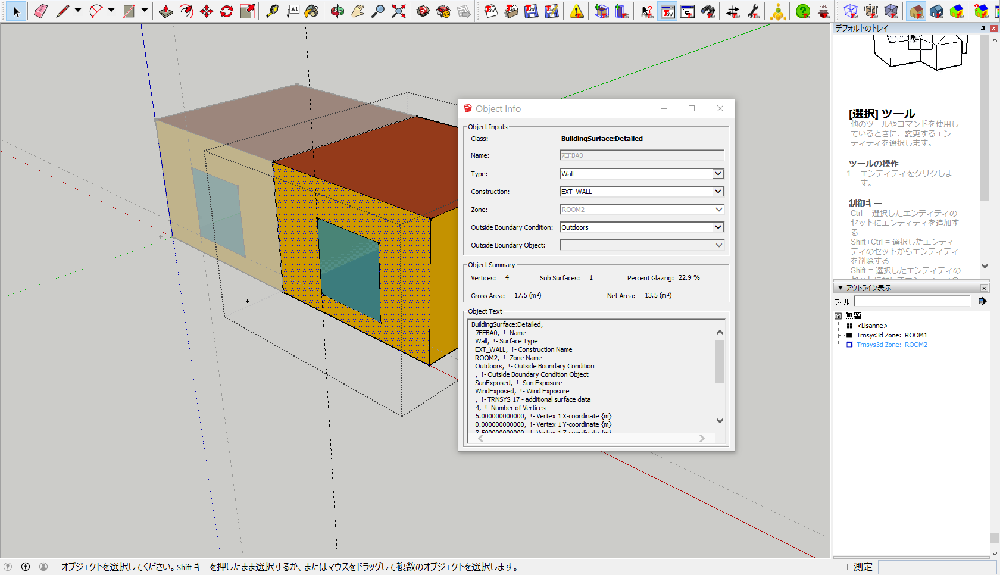 A1
T3d
FAQ
デフォルトのトレイ
[選択] ツール
他のツールやコマンドを使用し
ているときに、変更するエン
ティティを選択します。
ツールの操作
1. エンティティをクリックしま
す。
制御キー
Ctrl = 選択したエンティティの
セットにエンティティを追加す
る
Shift+Ctrl = 選択したエンティ
ティのセットからエンティティ
を削除する
Shift = 選択したエンティティの
アウトライン表示
フィル
無題
<Lisanne>
Trnsys3d Zone: ROOM1
Trnsys3d Zone: ROOM2
Object Info
Object Inputs
Class: BuildingSurface:Detailed
Name: 7EFBA0
Type: Wall
Construction: EXT_WALL
Zone: ROOM2
Outside Boundary Condition: Outdoors
Outside Boundary Object:
Object Summary
Vertices: 4 Sub Surfaces: 1 Percent Glazing: 22.9 %
Gross Area: 17.5 (m²) Net Area: 13.5 (m²)
Object Text
BuildingSurface:Detailed,
7EFBA0, !- Name
Wall, !- Surface Type
EXT_WALL, !- Construction Name
ROOM2, !- Zone Name
Outdoors, !- Outside Boundary Condition
, !- Outside Boundary Condition Object
SunExposed, !- Sun Exposure
WindExposed, !- Wind Exposure
, !- TRNSYS 17 - additional surface data
4, !- Number of Vertices
5.000000000000, !- Vertex 1 X-coordinate {m}
0.000000000000, !- Vertex 1 Y-coordinate {m}
3.500000000000, !- Vertex 1 Z-coordinate {m}
オブジェクトを選択してください。Shift キーを押したまま選択するか、またはマウスをドラッグして複数のオブジェクトを選択します。
測定